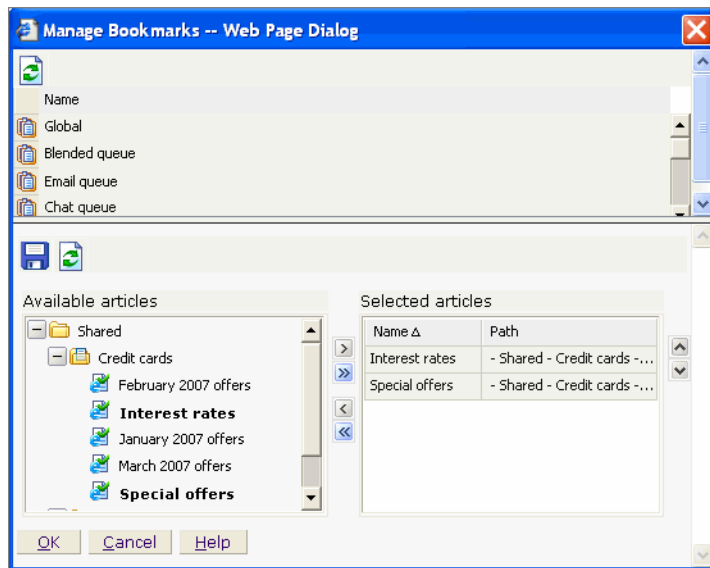 Manage Bookmarks -- Web Page Dialog
Name
Global
Blended queue
Email queue
Chat queue
Available articles
Selected articles
Shared
Credit cards
February 2007 offers
Interest rates
January 2007 offers
March 2007 offers
Special offers
Name Path
Interest rates - Shared - Credit cards -...
Special offers - Shared - Credit cards -...
OK Cancel Help